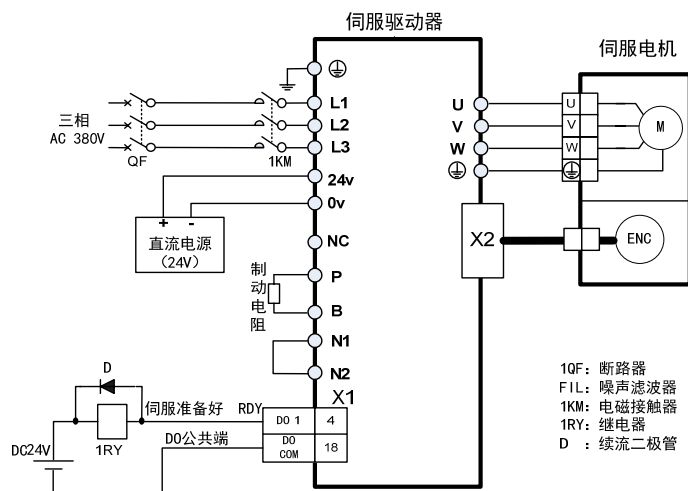 伺服驱动器
伺服电机
三相
AC 380V
QF
1KM
L1
L2
L3
24v
0v
+ -
直流电源
(24V)
NC
制动电阻
P
B
N1
N2
U
V
W
U
V
W
M
X2
ENC
X1
D
伺服准备好
RDY
DO 1
4
DO公共端
DO
COM
18
1RY
DC24V
1QF: 断路器
FIL: 噪声滤波器
1KM: 电磁接触器
1RY: 继电器
D : 续流二极管